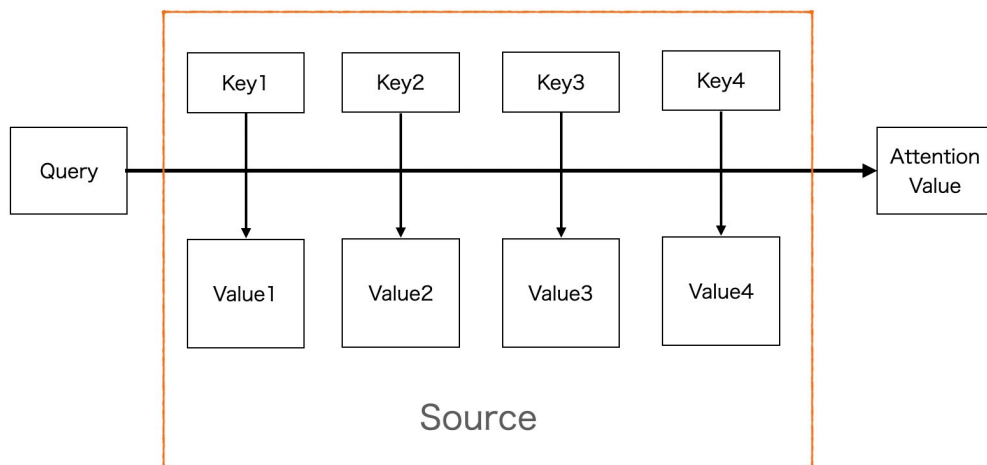 Key1
Key2
Key3
Key4
Query
Attention
Value
Value1
Value2
Value3
Value4
Source